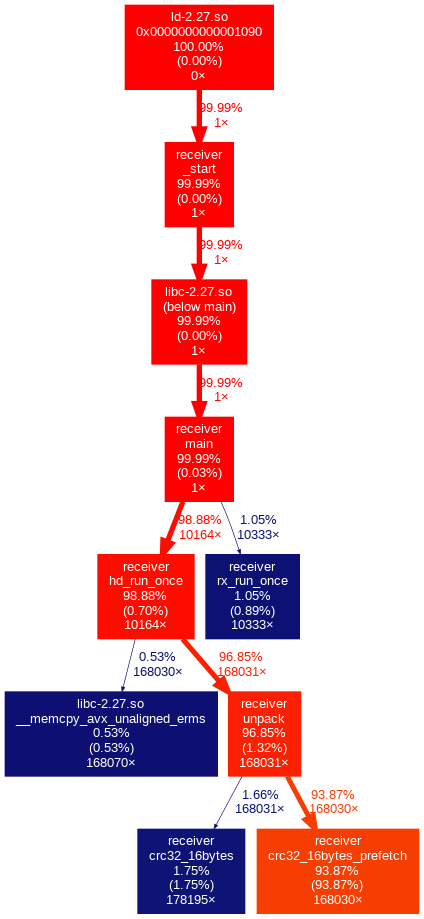 ld-2.27.so
0x0000000000001090
100.00%
(0.00%)
0×
99.99%
1×
receiver
_start
99.99%
(0.00%)
1×
99.99%
1×
libc-2.27.so
(below main)
99.99%
(0.00%)
1×
99.99%
1×
receiver
main
99.99%
(0.03%)
1×
98.88%
10164×
1.05%
10333×
receiver
hd_run_once
98.88%
(0.70%)
10164×
receiver
rx_run_once
1.05%
(0.89%)
10333×
0.53%
168030×
96.85%
168031×
libc-2.27.so
__memcpy_avx_unaligned_erms
0.53%
(0.53%)
168070×
receiver
unpack
96.85%
(1.32%)
168031×
1.66%
168031×
93.87%
168030×
receiver
crc32_16bytes
1.75%
(1.75%)
178195×
receiver
crc32_16bytes_prefetch
93.87%
(93.87%)
168030×